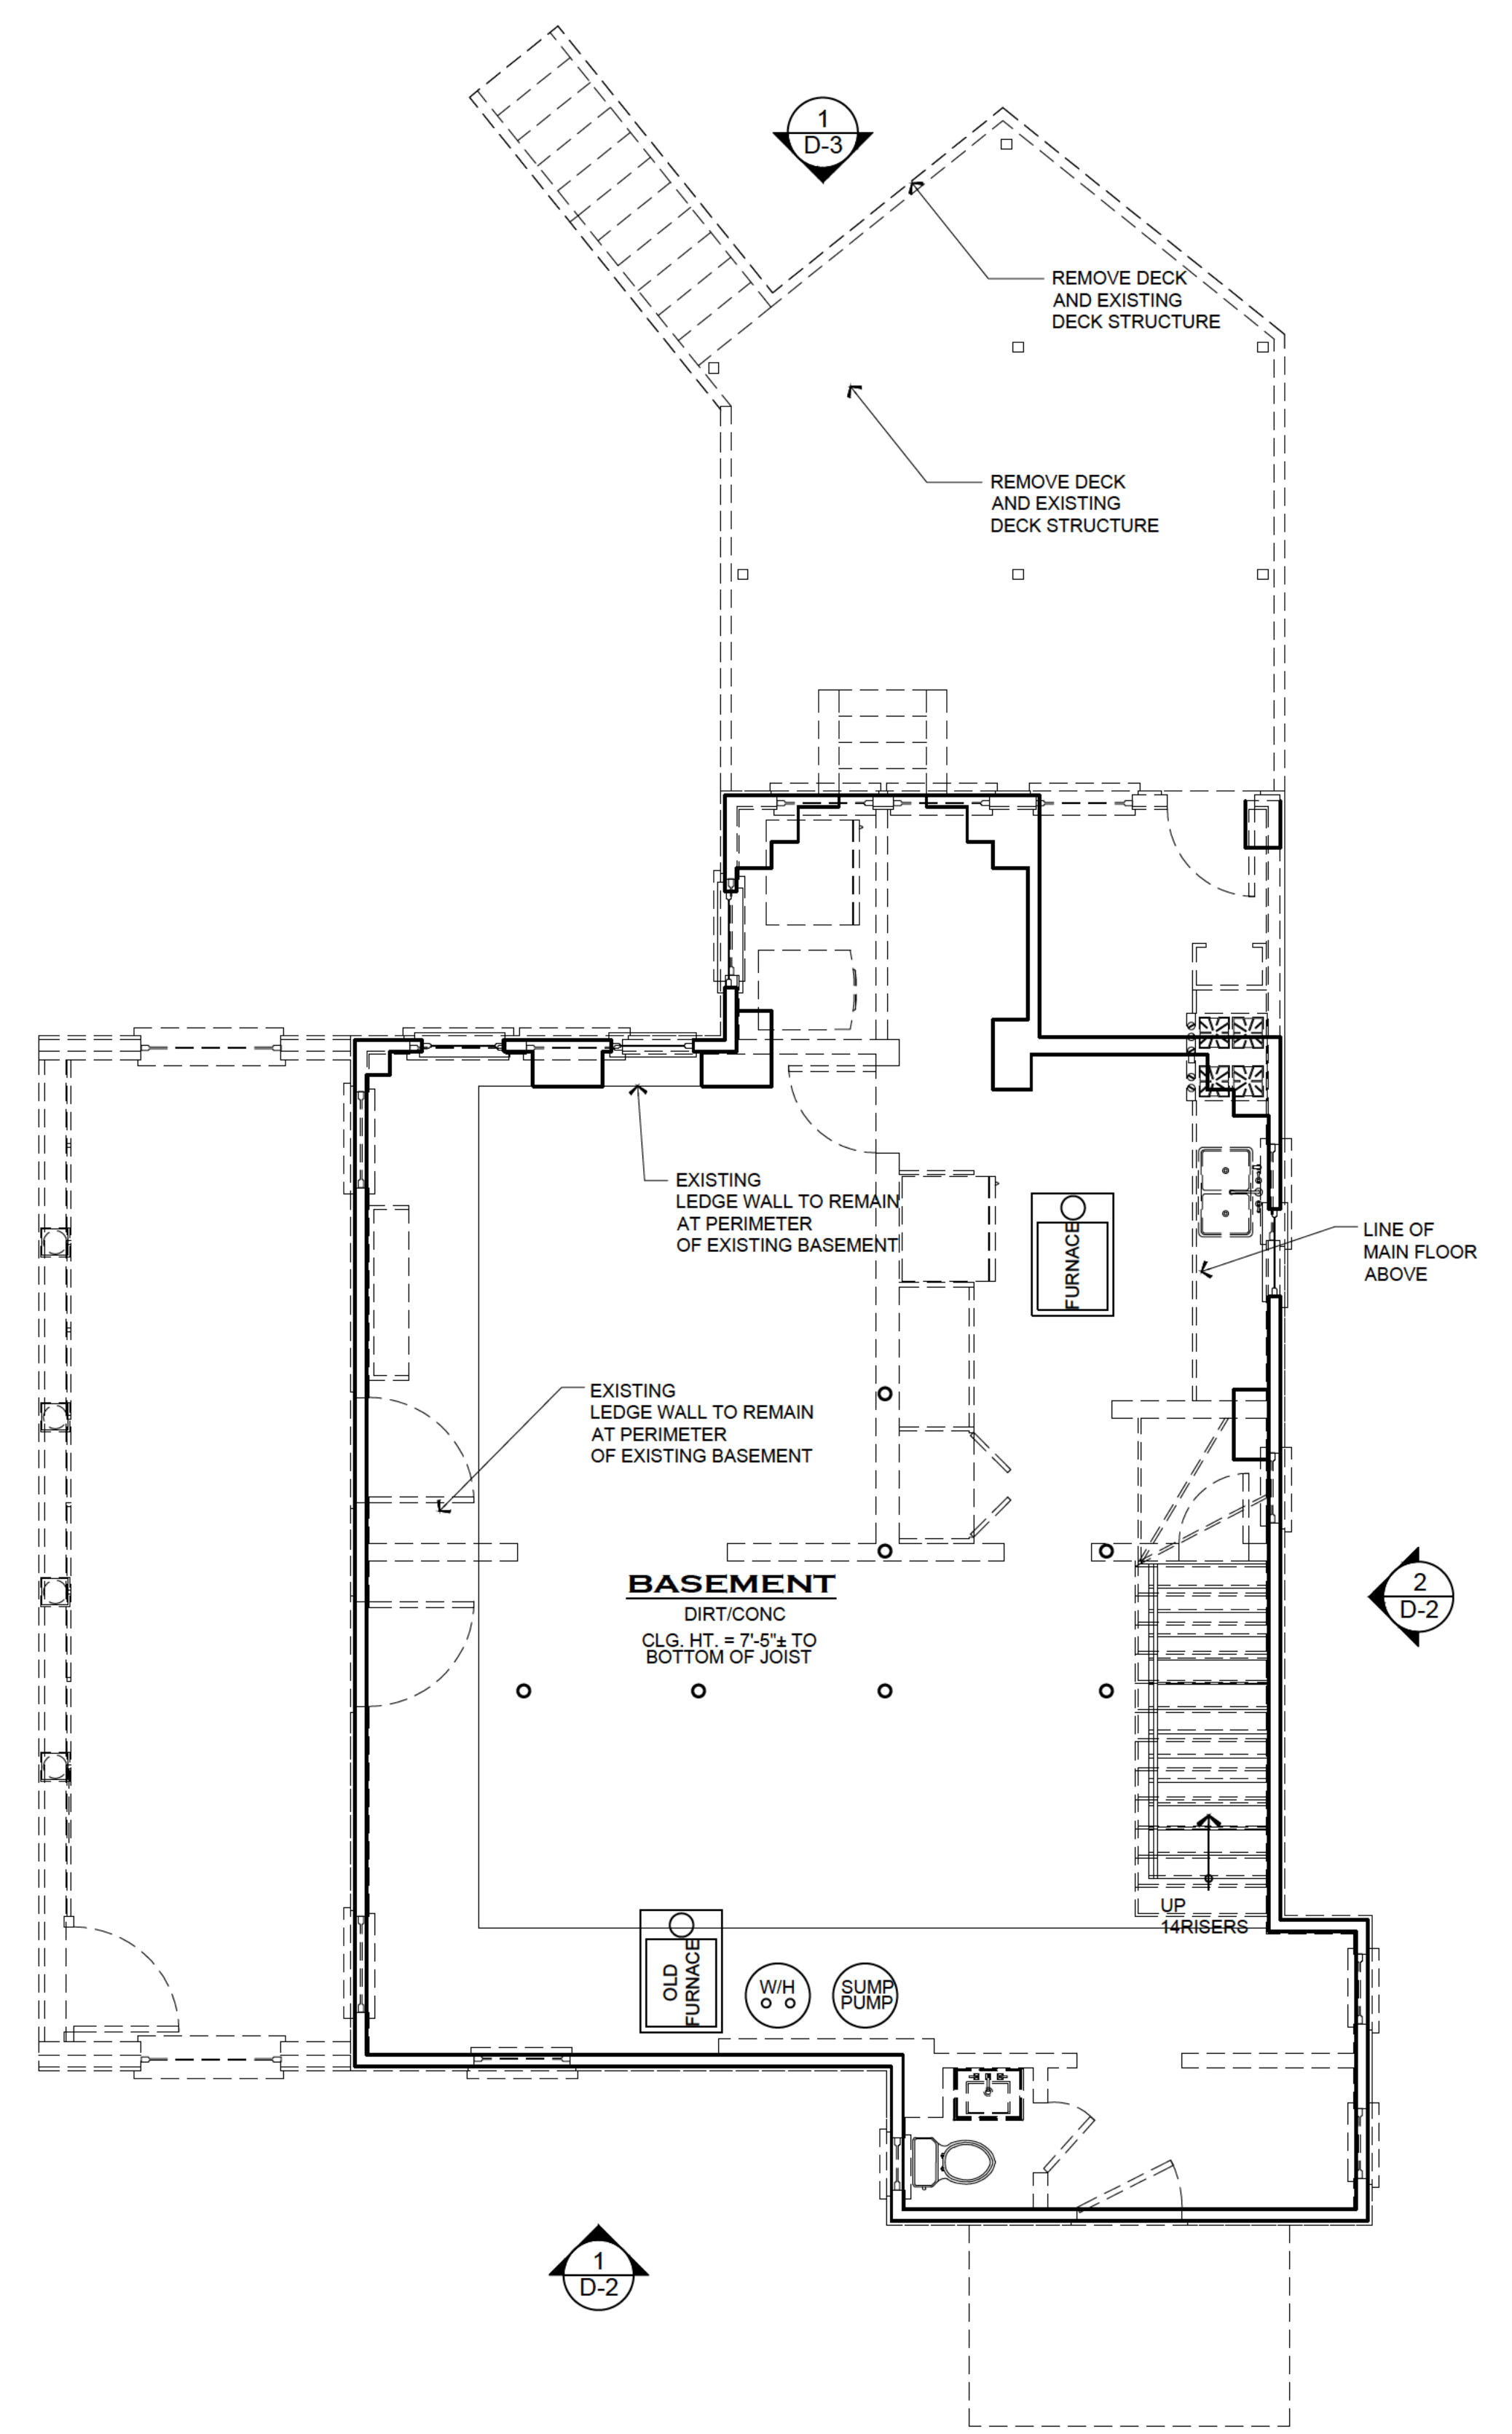 1
D-3
REMOVE DECK
AND EXISTING
DECK STRUCTURE
REMOVE DECK
AND EXISTING
DECK STRUCTURE
EXISTING
LEDGE WALL TO REMAIN
AT PERIMETER
OF EXISTING BASEMENT
FURNACE
LINE OF
MAIN FLOOR
ABOVE
EXISTING
LEDGE WALL TO REMAIN
AT PERIMETER
OF EXISTING BASEMENT
BASEMENT
DIRT/CONC
CLG. HT. = 7'-5"± TO
BOTTOM OF JOIST
2
D-2
UP
14RISERS
OLD
FURNACE
W/H
SUMP
PUMP
1
D-2